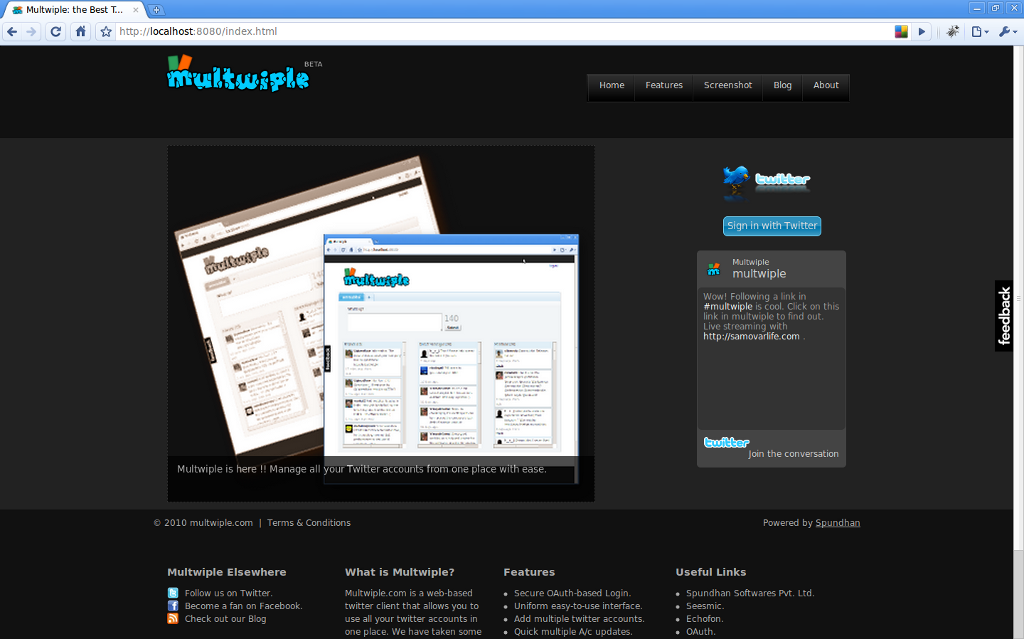 Multwiple: the Best T...
http://localhost:8080/index.html
multwiple BETA
Home Features Screenshot Blog About
twitter
Sign in with Twitter
multwiple
multwiple
140
feedback
Multwiple
multwiple
Wow! Following a link in
#multwiple is cool. Click on this
link in multwiple to find out.
Live streaming with
http://samovarlife.com .
twitter
Join the conversation
feedback
Multwiple is here !! Manage all your Twitter accounts from one place with ease.
© 2010 multwiple.com | Terms & Conditions
Powered by Spundhan
Multwiple Elsewhere
Follow us on Twitter.
Become a fan on Facebook.
Check out our Blog
What is Multwiple?
Multwiple.com is a web-based
twitter client that allows you to
use all your twitter accounts in
one place. We have taken some
Features
Secure OAuth-based Login.
Uniform easy-to-use interface.
Add multiple twitter accounts.
Quick multiple A/c updates.
Useful Links
Spundhan Softwares Pvt. Ltd.
Seesmic.
Echofon.
OAuth.